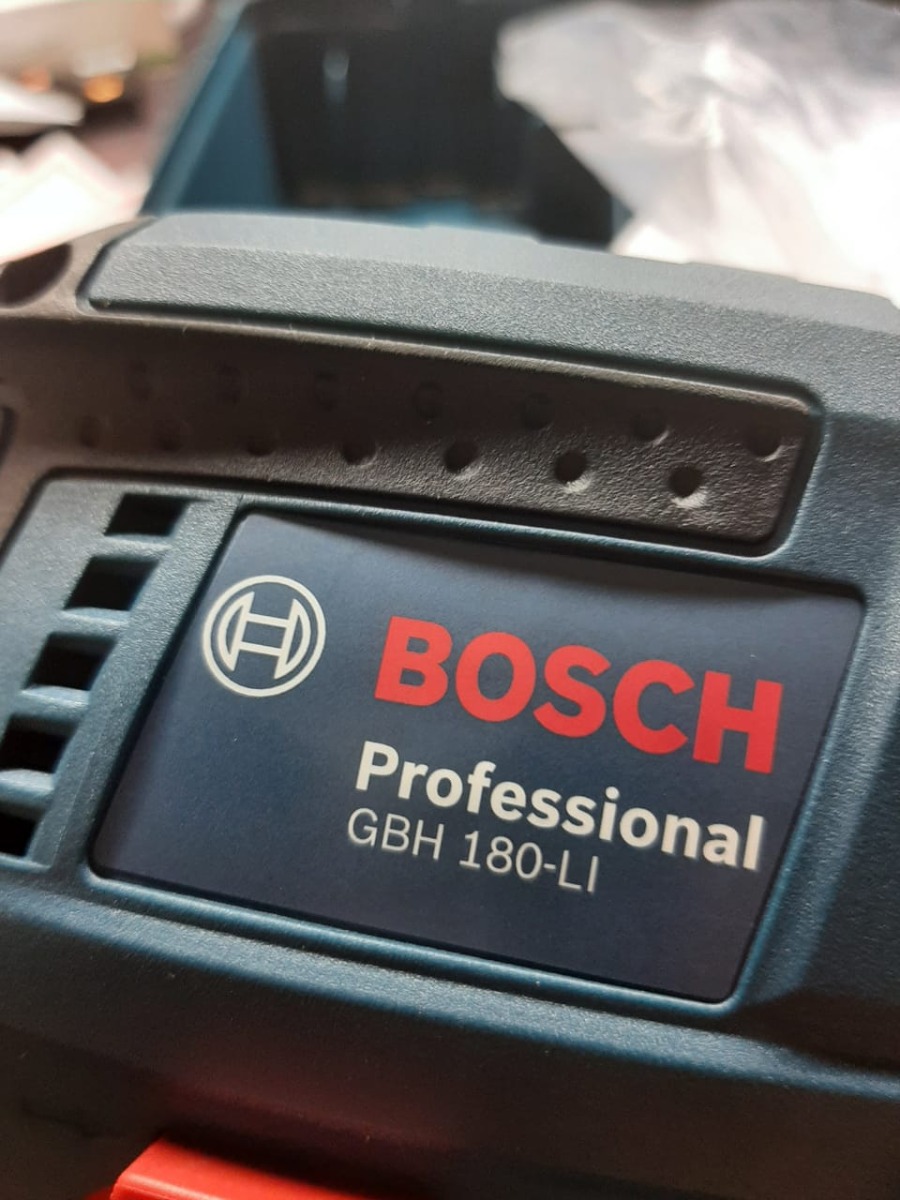 BOSCH
Professional
GBH 180-LI